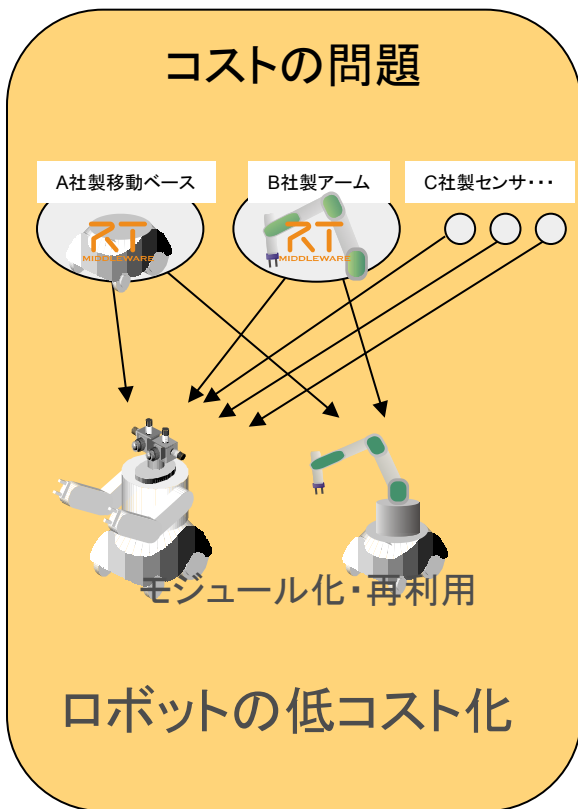 コストの問題
A社製移動ベース
B社製アーム
C社製センサ･･･
RT
MIDDLEWARE
RT
MIDDLEWARE
モジュール化・再利用
ロボットの低コスト化